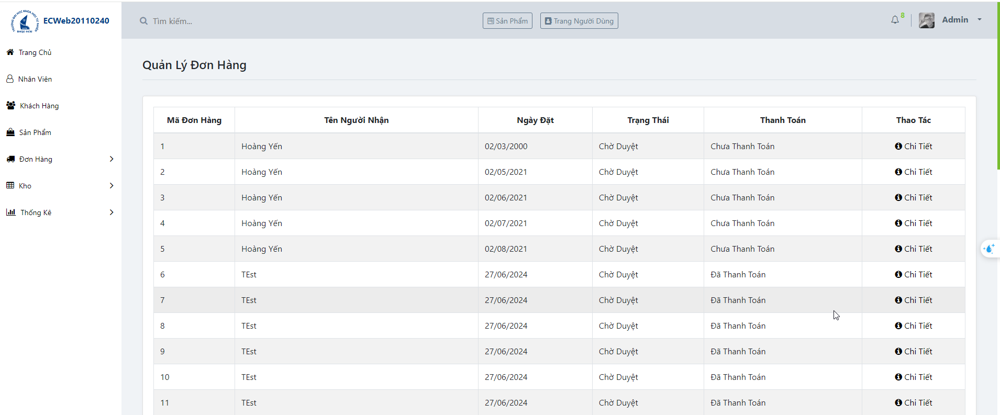 TRƯỜNG ĐẠI HỌC KHOA HỌC TỰ NHIÊN
ĐHQG-HCM
ECWeb20110240
Tìm kiếm...
Sản Phẩm
Trang Người Dùng
8
Admin
Trang Chủ
Nhân Viên
Khách Hàng
Sản Phẩm
Đơn Hàng
Kho
Thống Kê
Quản Lý Đơn Hàng
Mã Đơn Hàng Tên Người Nhận Ngày Đặt Trạng Thái Thanh Toán Thao Tác
1 Hoàng Yến 02/03/2000 Chờ Duyệt Chưa Thanh Toán Chi Tiết
2 Hoàng Yến 02/05/2021 Chờ Duyệt Chưa Thanh Toán Chi Tiết
3 Hoàng Yến 02/06/2021 Chờ Duyệt Chưa Thanh Toán Chi Tiết
4 Hoàng Yến 02/07/2021 Chờ Duyệt Chưa Thanh Toán Chi Tiết
5 Hoàng Yến 02/08/2021 Chờ Duyệt Chưa Thanh Toán Chi Tiết
6 TEst 27/06/2024 Chờ Duyệt Đã Thanh Toán Chi Tiết
7 TEst 27/06/2024 Chờ Duyệt Đã Thanh Toán Chi Tiết
8 TEst 27/06/2024 Chờ Duyệt Đã Thanh Toán Chi Tiết
9 TEst 27/06/2024 Chờ Duyệt Đã Thanh Toán Chi Tiết
10 TEst 27/06/2024 Chờ Duyệt Đã Thanh Toán Chi Tiết
11 TEst 27/06/2024 Chờ Duyệt Đã Thanh Toán Chi Tiết